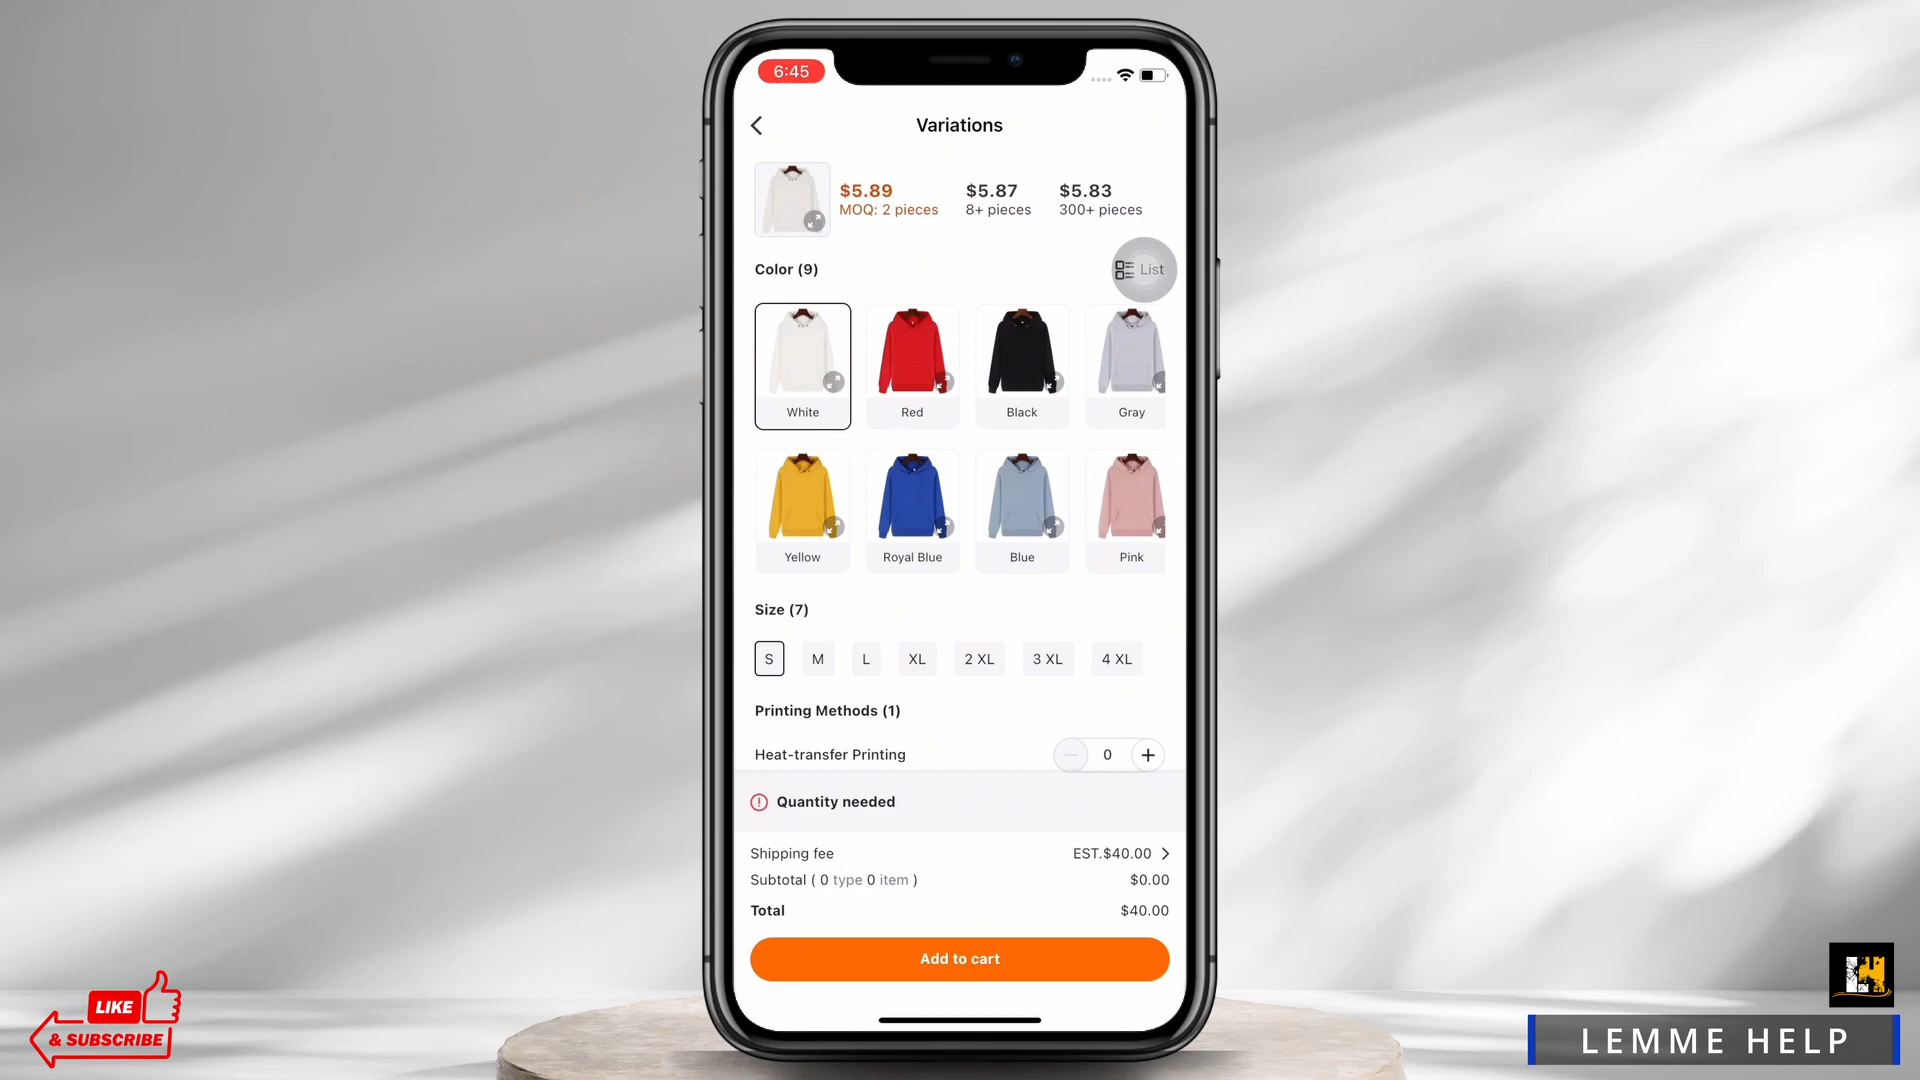 6:45
Variations
$5.89 $5.87 $5.83
MOQ: 2 pieces 8+ pieces 300+ pieces
Color (9) List
White Red Black Gray
Yellow Royal Blue Blue Pink
Size (7)
S M L XL 2 XL 3 XL 4 XL
Printing Methods (1)
Heat-transfer Printing 0
Quantity needed
Shipping fee EST.$40.00
Subtotal ( 0 type 0 item ) $0.00
Total $40.00
Add to cart
LIKE
& SUBSCRIBE
LH
LEMME HELP